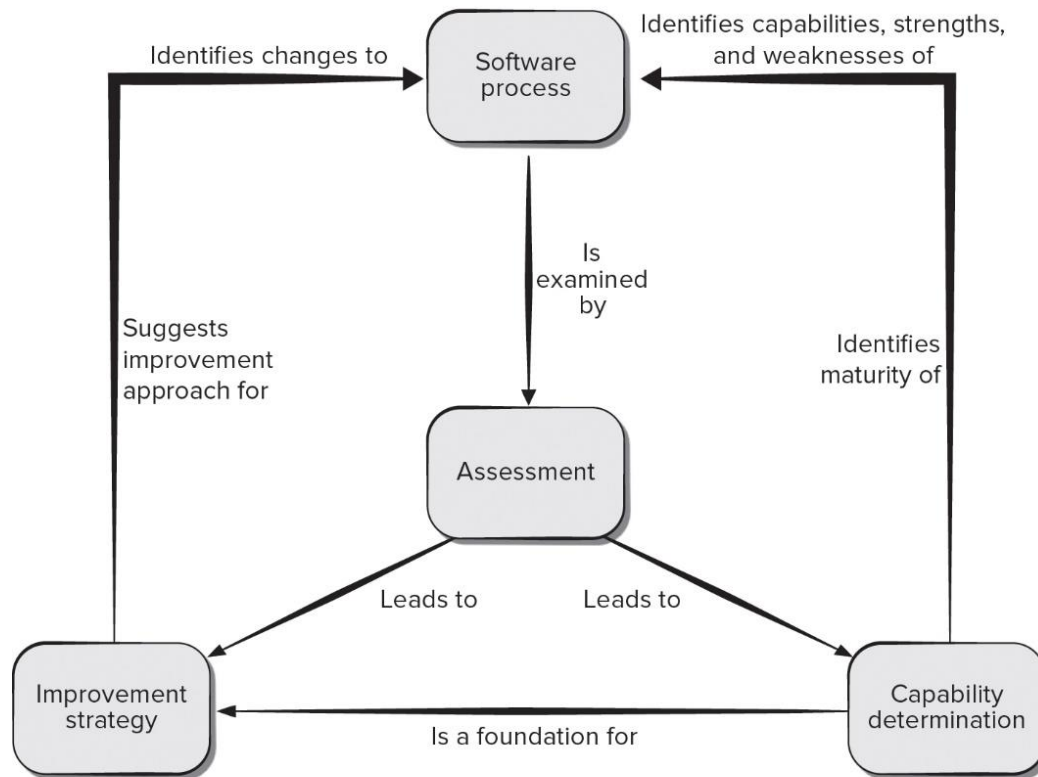 Identifies changes to
Software
process
Identifies capabilities, strengths,
and weaknesses of
Is
examined
by
Suggests
improvement
approach for
Identifies
maturity of
Assessment
Leads to
Leads to
Improvement
strategy
Is a foundation for
Capability
determination